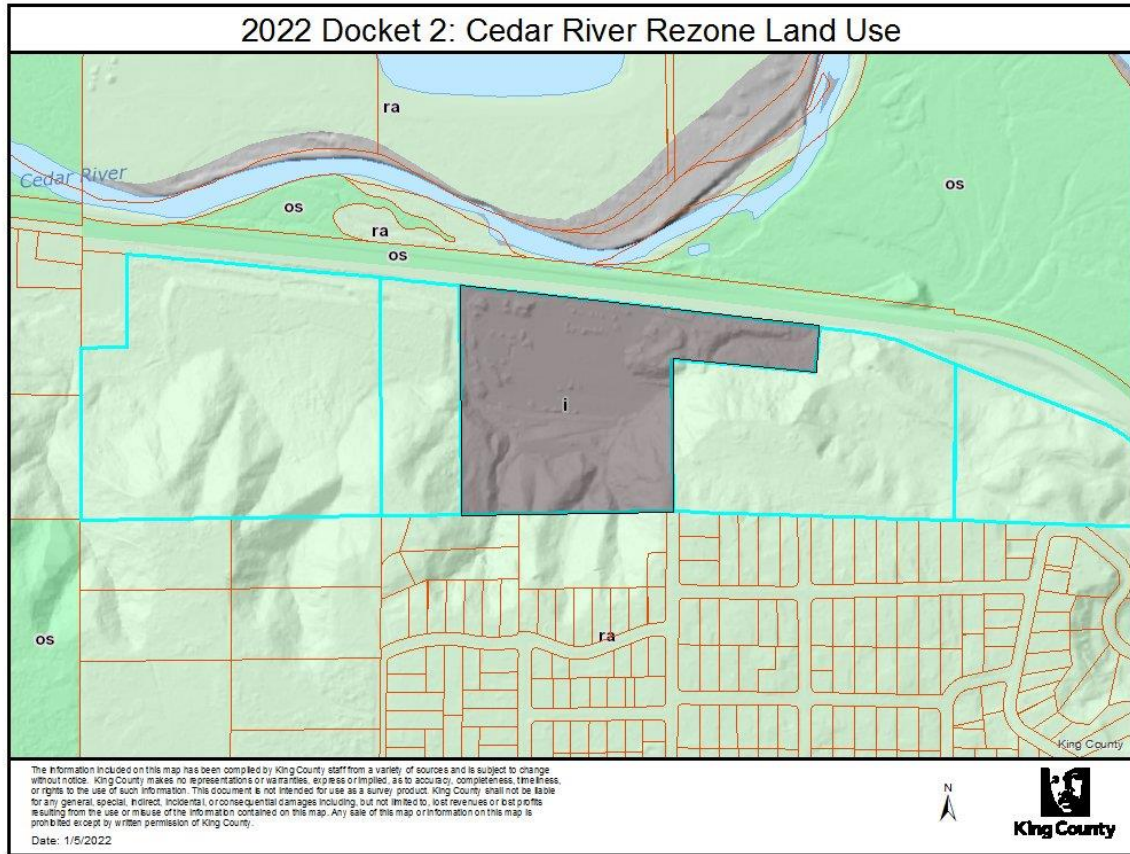 2022 Docket 2: Cedar River Rezone Land Use
ra
Cedar River
os
os
ra
os
i
ra
os
King County
The information included on this map has been compiled by King County staff from a variety of sources and is subject to change
without notice. King County makes no representations or warranties, express or implied, as to accuracy, completeness, timeliness,
or rights to the use of such information. This document is not intended for use as a survey product. King County shall not be liable
for any general, special, indirect, incidental, or consequential damages including, but not limited to, lost revenues or lost profits
resulting from the use or misuse of the information contained on this map. Any sale of this map or information on this map is
prohibited except by written permission of King County.
Date: 1/5/2022
N
King County